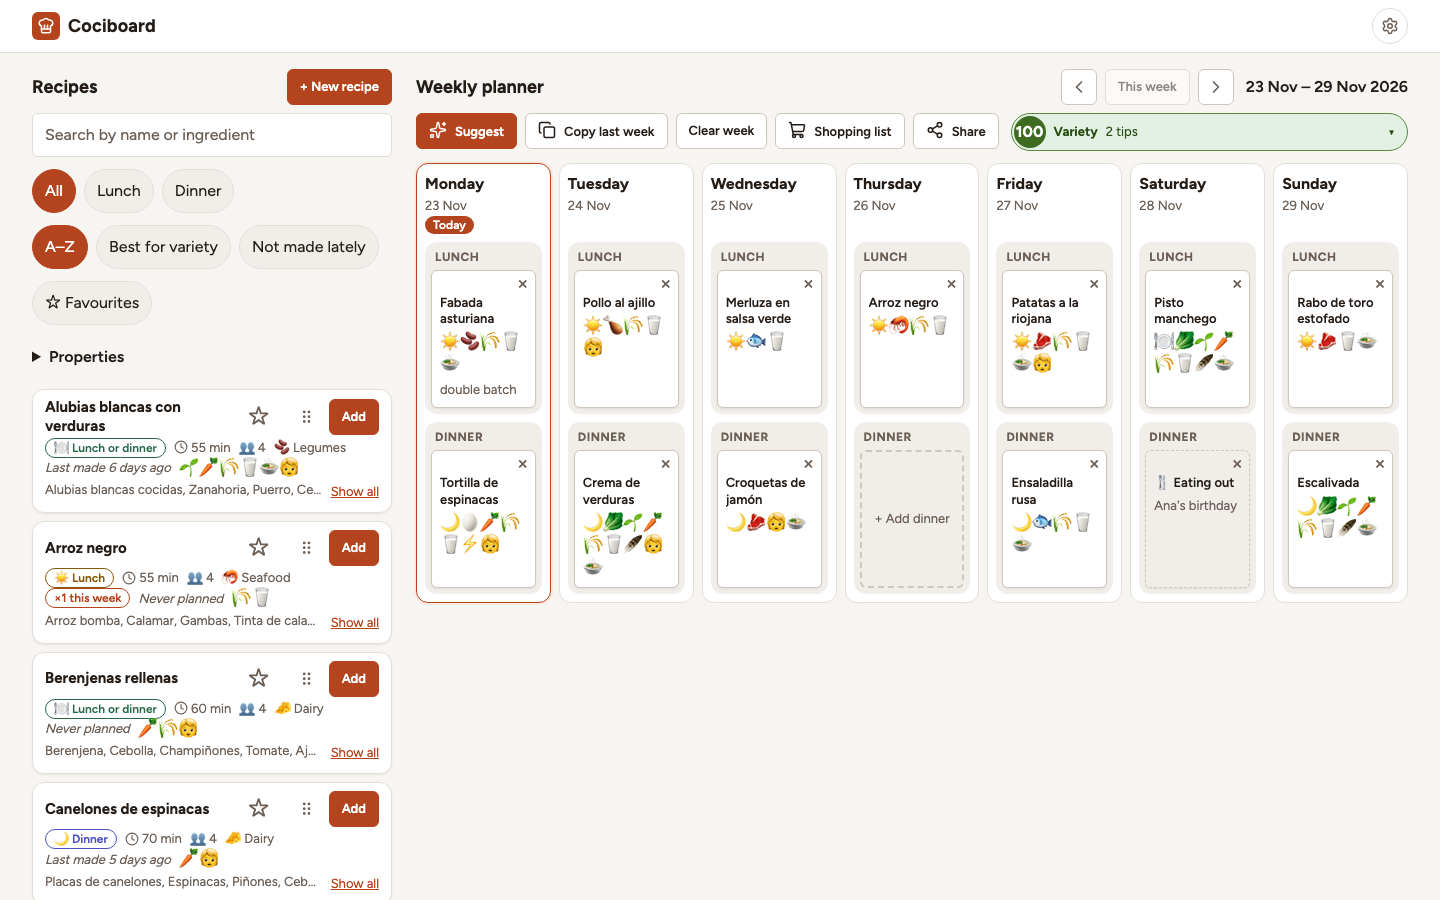 Cociboard
Recipes
+ New recipe
Search by name or ingredient
All
Lunch
Dinner
A–Z
Best for variety
Not made lately
Favourites
Properties
Alubias blancas con
verduras
Add
Lunch or dinner
55 min
4
Legumes
Last made 6 days ago
Alubias blancas cocidas, Zanahoria, Puerro, Ce...
Show all
Arroz negro
Add
Lunch
55 min
4
Seafood
×1 this week
Never planned
Arroz bomba, Calamar, Gambas, Tinta de cala...
Show all
Berenjenas rellenas
Add
Lunch or dinner
60 min
4
Dairy
Never planned
Berenjena, Cebolla, Champiñones, Tomate, Aj...
Show all
Canelones de espinacas
Add
Dinner
70 min
4
Dairy
Last made 5 days ago
Placas de canelones, Espinacas, Piñones, Ceb...
Show all
Weekly planner
This week
23 Nov – 29 Nov 2026
Suggest
Copy last week
Clear week
Shopping list
Share
100
Variety
2 tips
Monday
23 Nov
Today
LUNCH
Fabada
asturiana
double batch
DINNER
Tortilla de
espinacas
Tuesday
24 Nov
LUNCH
Pollo al ajillo
DINNER
Crema de
verduras
Wednesday
25 Nov
LUNCH
Merluza en
salsa verde
DINNER
Croquetas de
jamón
Thursday
26 Nov
LUNCH
Arroz negro
DINNER
+ Add dinner
Friday
27 Nov
LUNCH
Patatas a la
riojana
DINNER
Ensaladilla
rusa
Saturday
28 Nov
LUNCH
Pisto
manchego
DINNER
Eating out
Ana's birthday
Sunday
29 Nov
LUNCH
Rabo de toro
estofado
DINNER
Escalivada